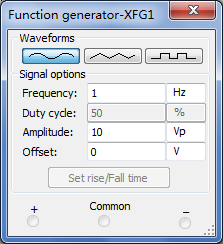 Function generator-XFG1
Waveforms
Signal options
Frequency: 1 Hz
Duty cycle: 50 %
Amplitude: 10 Vp
Offset: 0 V
Set rise/Fall time
+ Common −